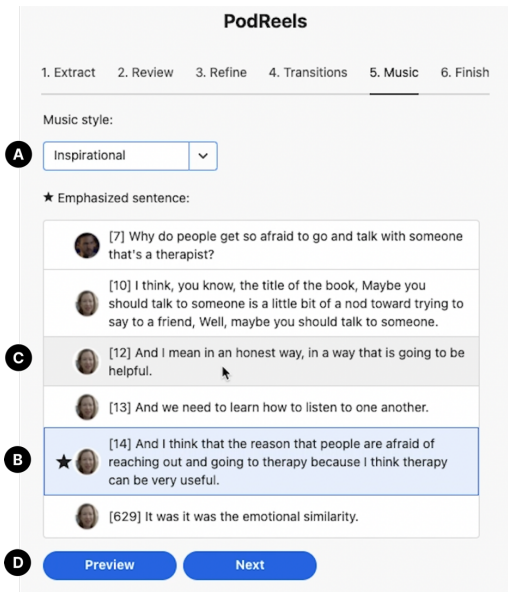 PodReels
1. Extract 2. Review 3. Refine 4. Transitions 5. Music 6. Finish
Music style:
A
Inspirational
★ Emphasized sentence:
[7] Why do people get so afraid to go and talk with someone
that's a therapist?
[10] I think, you know, the title of the book, Maybe you
should talk to someone is a little bit of a nod toward trying to
say to a friend, Well, maybe you should talk to someone.
C
[12] And I mean in an honest way, in a way that is going to be
helpful.
[13] And we need to learn how to listen to one another.
B
★
[14] And I think that the reason that people are afraid of
reaching out and going to therapy because I think therapy
can be very useful.
[629] It was it was the emotional similarity.
D
Preview Next